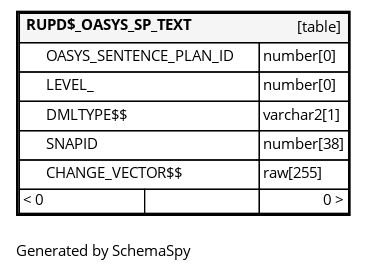 RUPD$_OASYS_SP_TEXT [table]
OASYS_SENTENCE_PLAN_ID number[0]
LEVEL_ number[0]
DMLTYPE$$ varchar2[1]
SNAPID number[38]
CHANGE_VECTOR$$ raw[255]
< 0 0 >
Generated by SchemaSpy